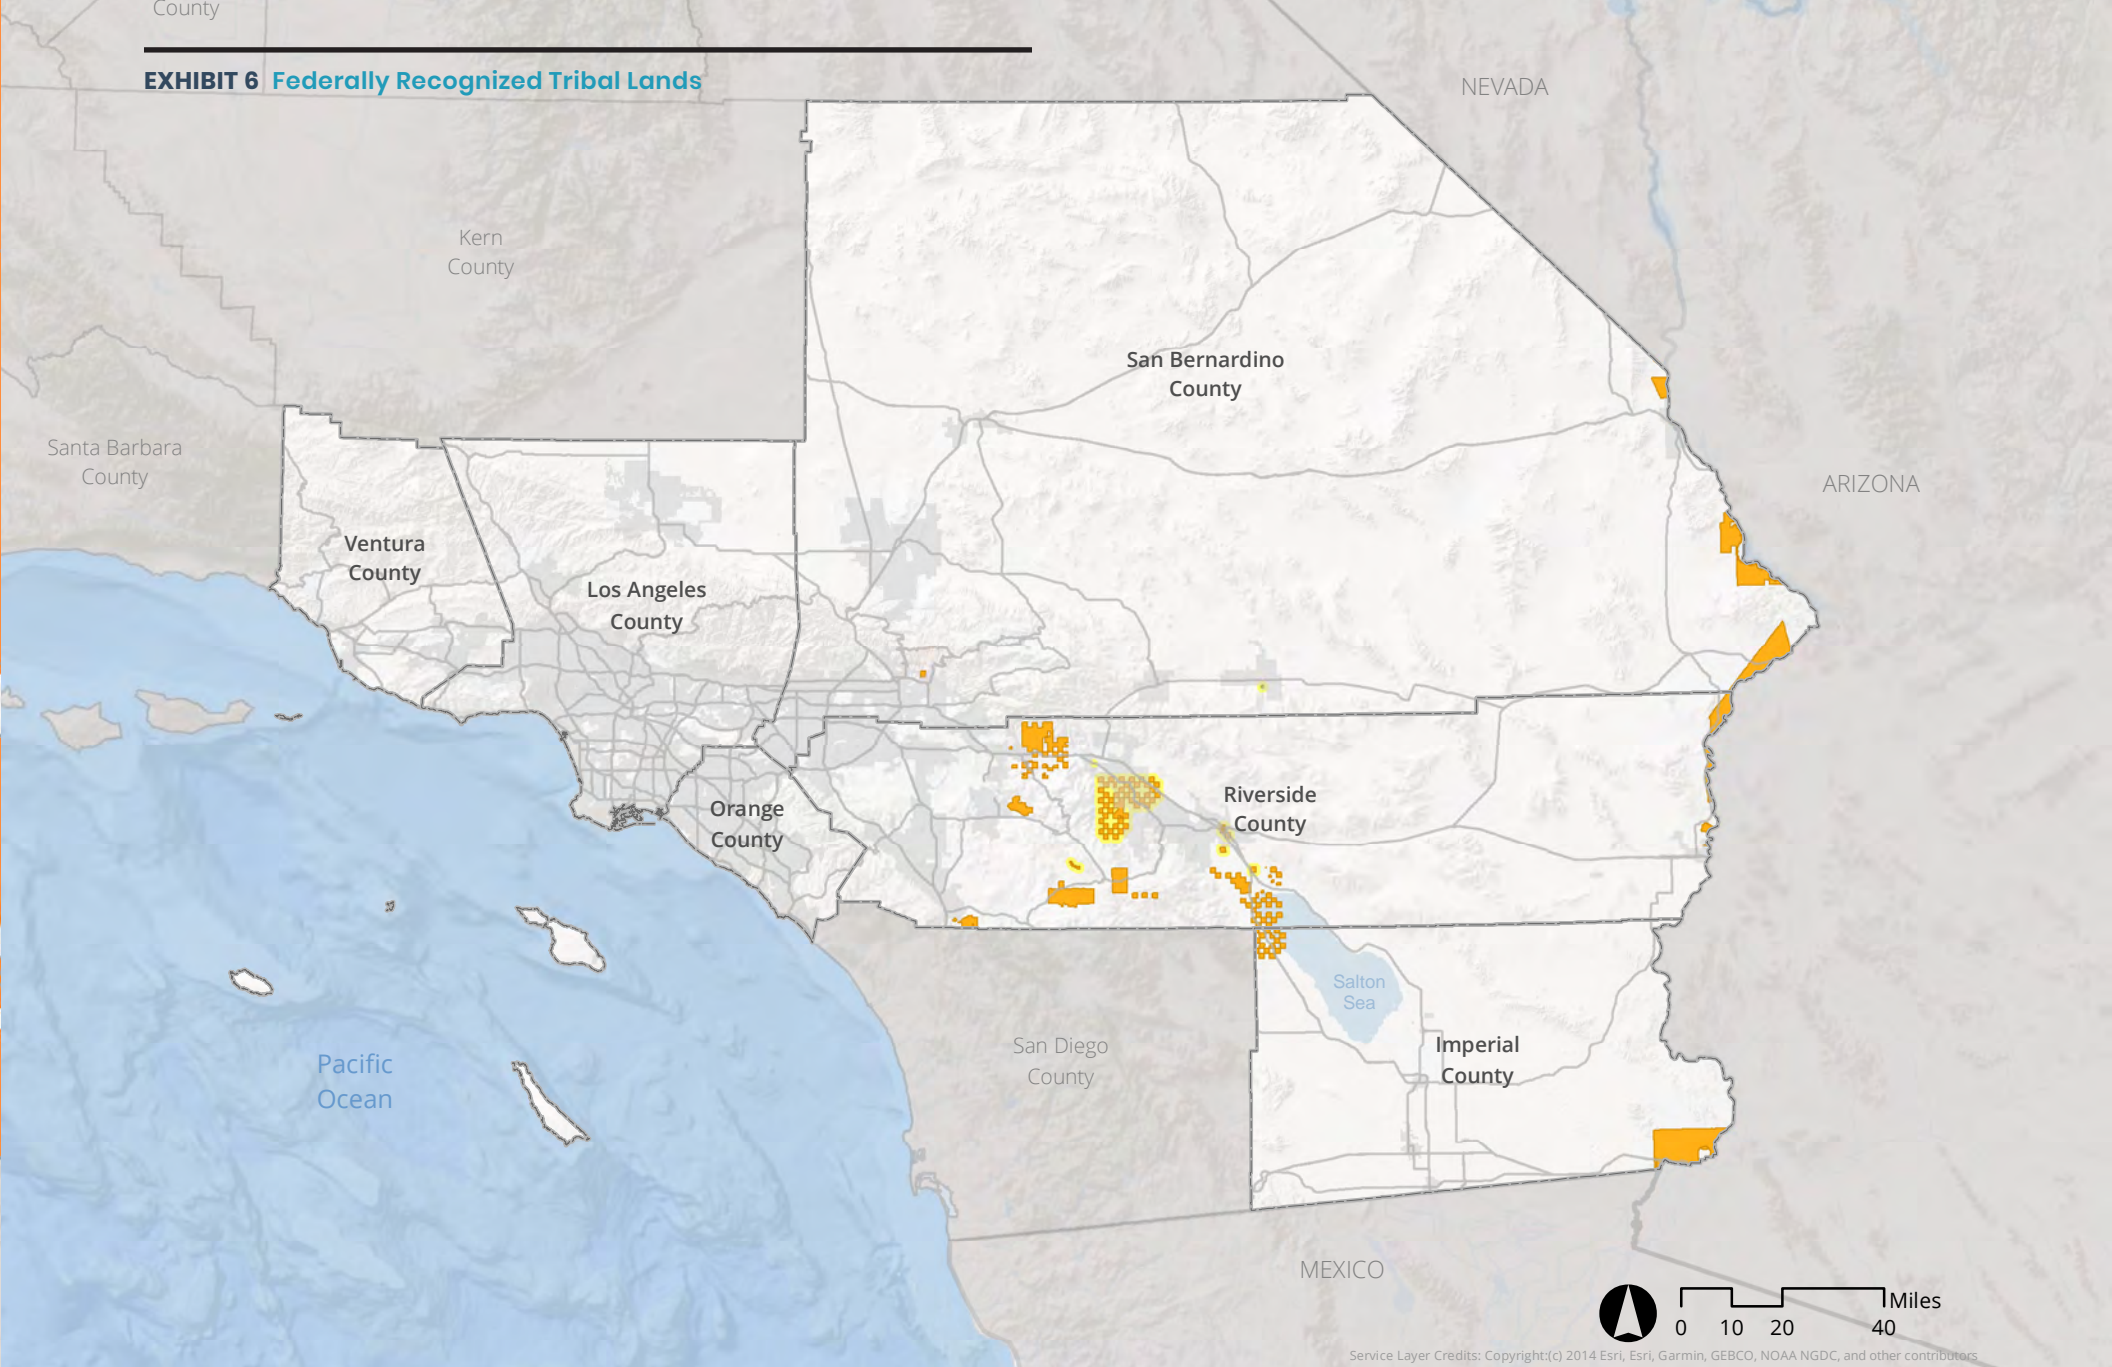 County
EXHIBIT 6 Federally Recognized Tribal Lands
NEVADA
Kern
County
San Bernardino
County
Santa Barbara
County
ARIZONA
Ventura
County
Los Angeles
County
Orange
County
Riverside
County
Salton
Sea
Pacific
Ocean
San Diego
County
Imperial
County
MEXICO
Miles
0 10 20 40
Service Layer Credits: Copyright:(c) 2014 Esri, Esri, Garmin, GEBCO, NOAA NGDC, and other contributors